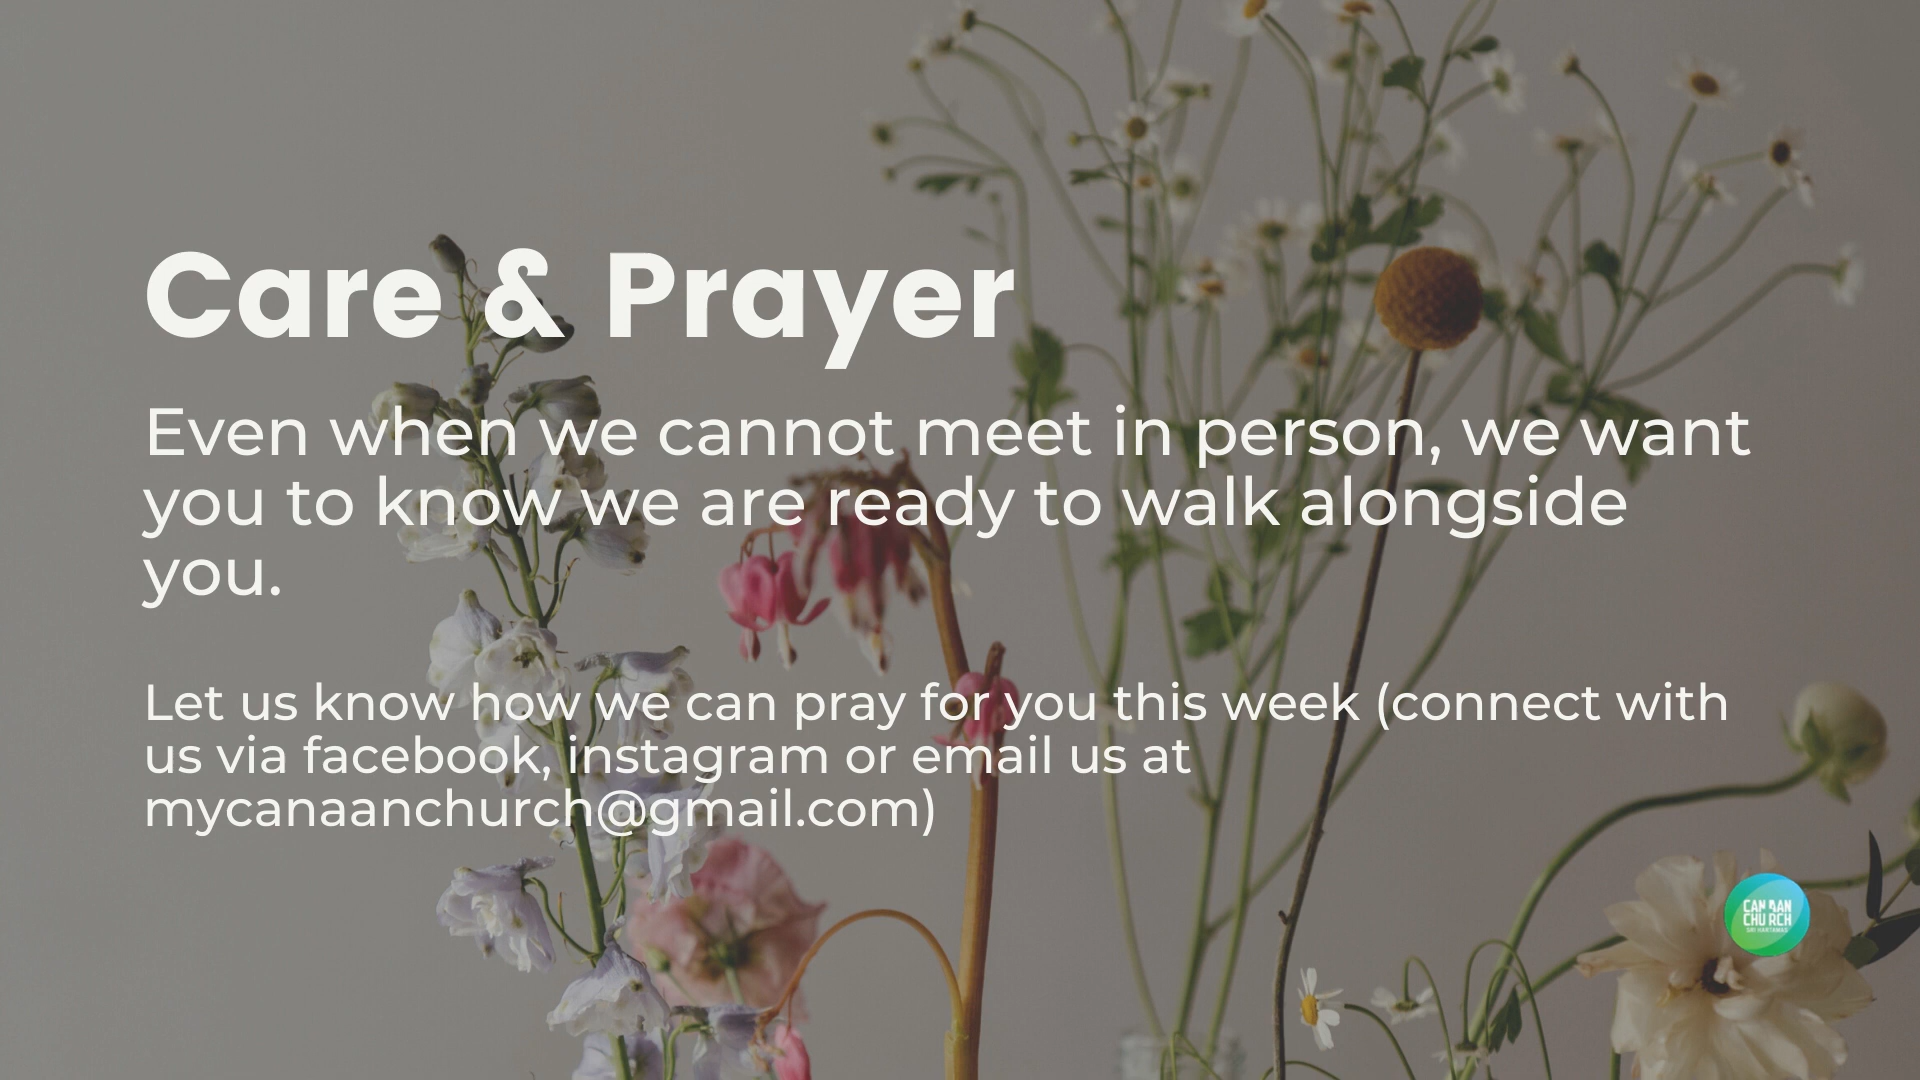 Care & Prayer
Even when we cannot meet in person, we want
you to know we are ready to walk alongside
you.
Let us know how we can pray for you this week (connect with
us via facebook, instagram or email us at
mycanaanchurch@gmail.com)
CANAAN
CHURCH
SRI HARTAMAS